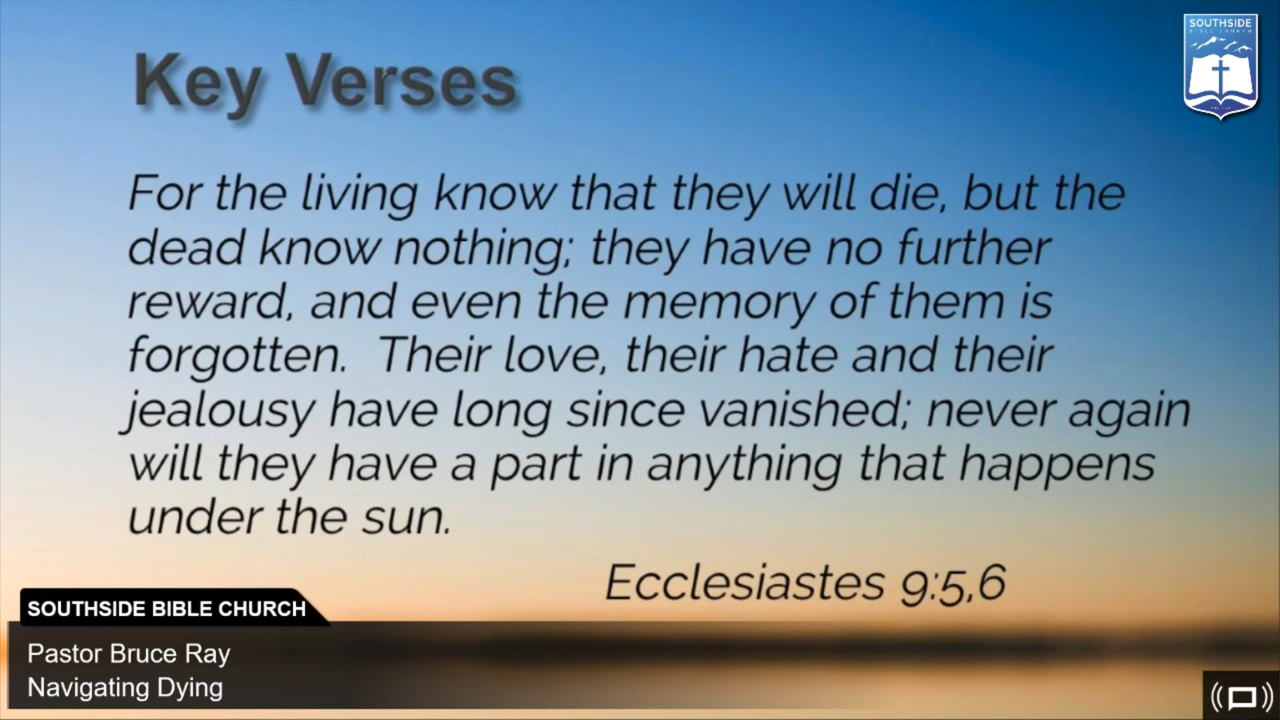 SOUTHSIDE
BIBLE CHURCH
Key Verses
For the living know that they will die, but the
dead know nothing; they have no further
reward, and even the memory of them is
forgotten.  Their love, their hate and their
jealousy have long since vanished; never again
will they have a part in anything that happens
under the sun.
Ecclesiastes 9:5,6
SOUTHSIDE BIBLE CHURCH
Pastor Bruce Ray
Navigating Dying